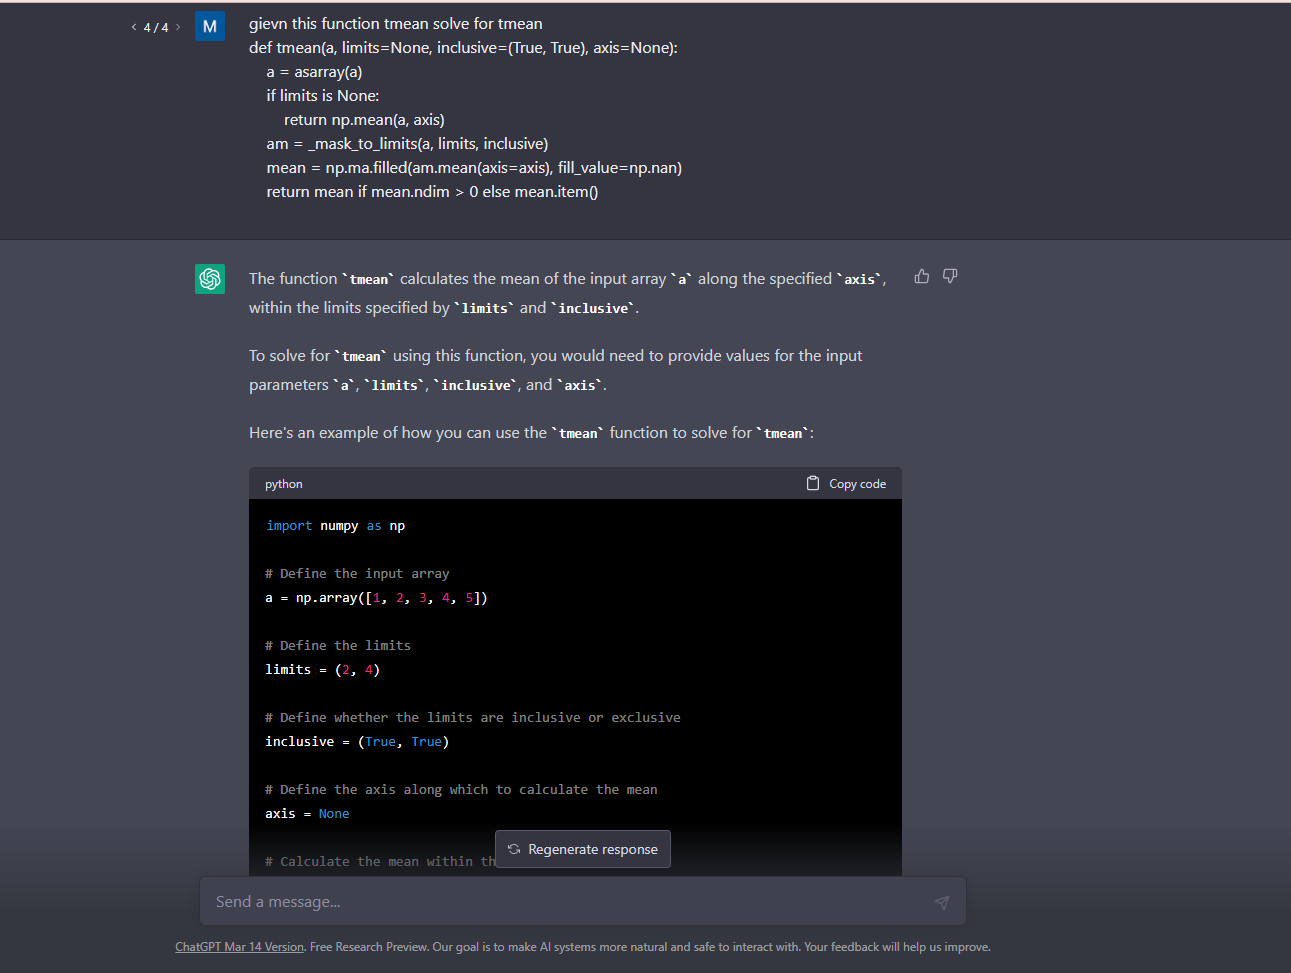 < 4 / 4 >
M
gievn this function tmean solve for tmean
def tmean(a, limits=None, inclusive=(True, True), axis=None):
a = asarray(a)
if limits is None:
return np.mean(a, axis)
am = _mask_to_limits(a, limits, inclusive)
mean = np.ma.filled(am.mean(axis=axis), fill_value=np.nan)
return mean if mean.ndim > 0 else mean.item()
The function `tmean` calculates the mean of the input array `a` along the specified `axis`,
within the limits specified by `limits` and `inclusive`.
To solve for `tmean` using this function, you would need to provide values for the input
parameters `a`, `limits`, `inclusive`, and `axis`.
Here's an example of how you can use the `tmean` function to solve for `tmean`:
python Copy code
import numpy as np
# Define the input array
a = np.array([1, 2, 3, 4, 5])
# Define the limits
limits = (2, 4)
# Define whether the limits are inclusive or exclusive
inclusive = (True, True)
# Define the axis along which to calculate the mean
axis = None
Regenerate response
# Calculate the mean within th
Send a message...
ChatGPT Mar 14 Version. Free Research Preview. Our goal is to make AI systems more natural and safe to interact with. Your feedback will help us improve.